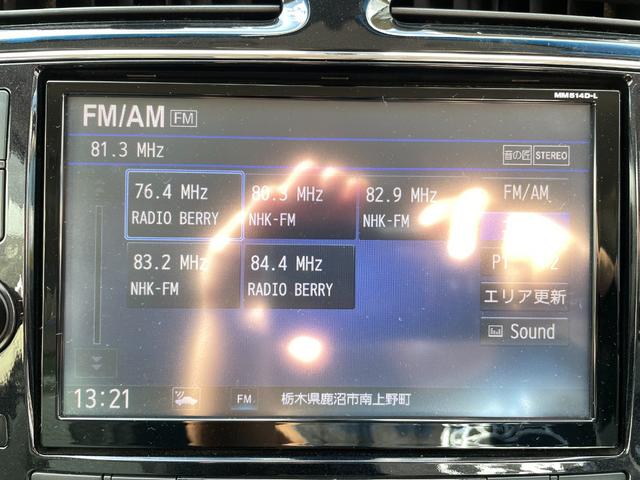 MM514D-L
FM/AM FM
81.3 MHz
音の匠 STEREO
76.4 MHz
RADIO BERRY
80.3 MHz
NHK-FM
82.9 MHz
NHK-FM
FM/AM
83.2 MHz
NHK-FM
84.4 MHz
RADIO BERRY
エリア更新
Sound
13:21
FM
栃木県鹿沼市南上野町